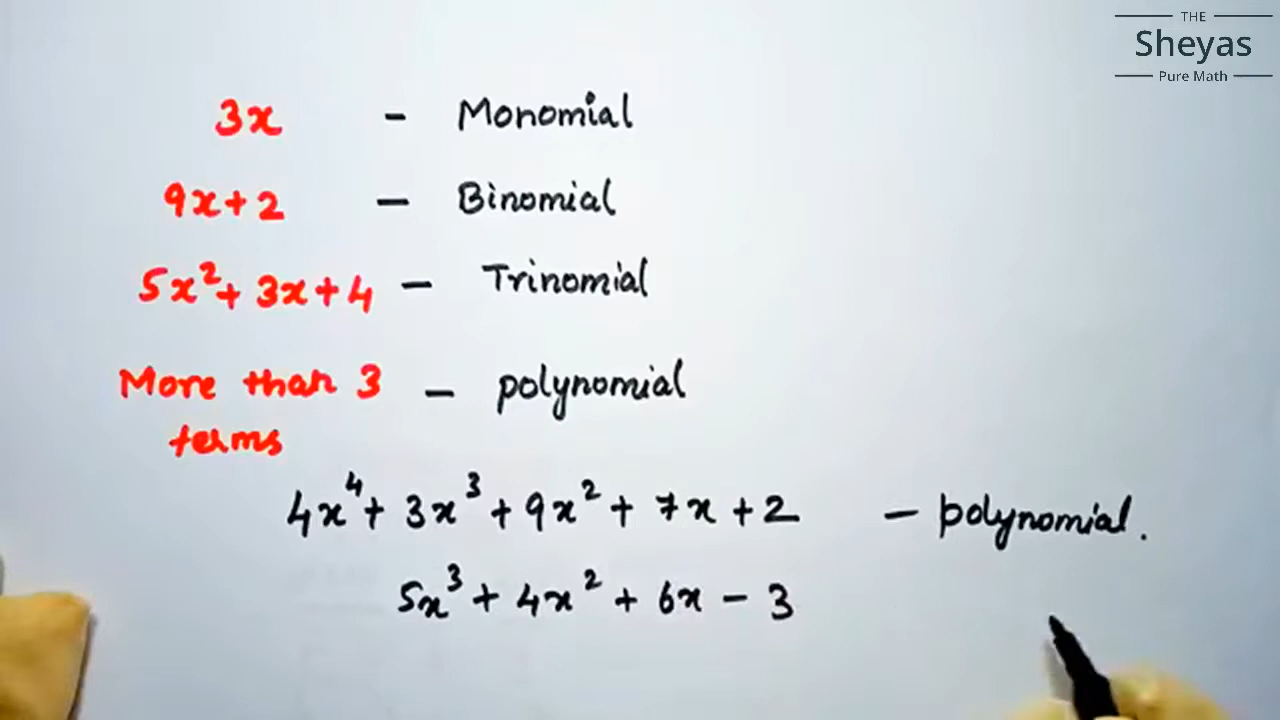 THE
Sheyas
Pure Math
3x - Monomial
9x+2 - Binomial
5x²+ 3x+4 - Trinomial
More than 3 - polynomial
terms
4x⁴+ 3x³+9x²+ 7x+2 - polynomial.
5x³+ 4x²+ 6x - 3